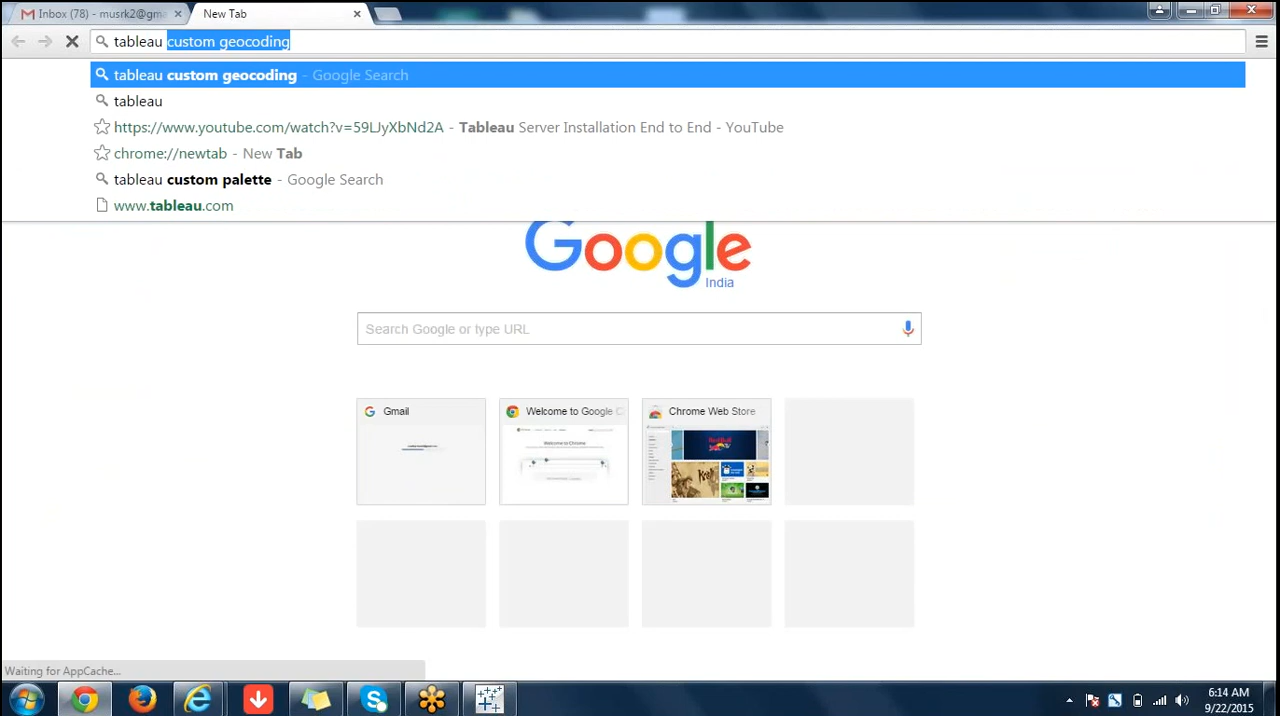 Inbox (78) - musrk2@gma
New Tab
tableau custom geocoding
tableau custom geocoding - Google Search
tableau
https://www.youtube.com/watch?v=59LJyXbNd2A - Tableau Server Installation End to End - YouTube
chrome://newtab - New Tab
tableau custom palette - Google Search
www.tableau.com
Google
India
Search Google or type URL
Gmail
Welcome to Google C
Chrome Web Store
Waiting for AppCache...
6:14 AM
9/22/2015